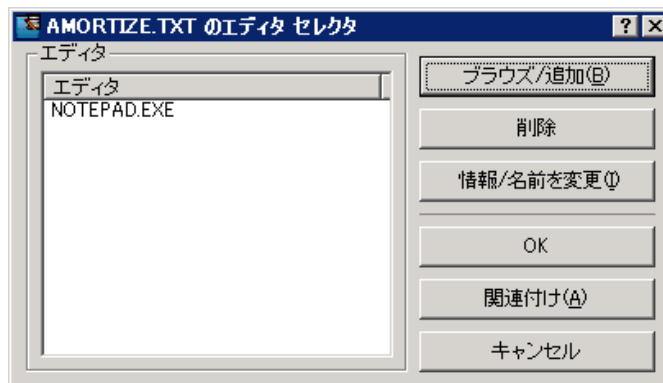 AMORTIZE.TXT のエディタ セレクタ
エディタ
エディタ
NOTEPAD.EXE
ブラウズ/追加(B)
削除
情報/名前を変更(I)
OK
関連付け(A)
キャンセル